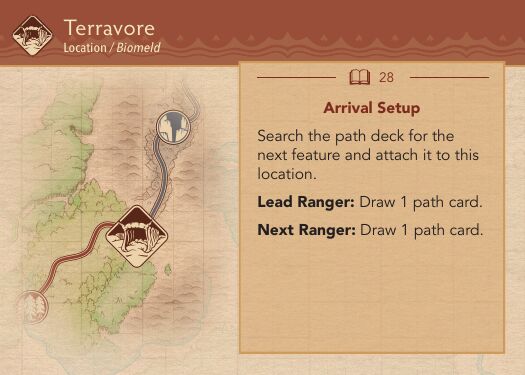 Terravore
Location / Biomeld
28
Arrival Setup
Search the path deck for the
next feature and attach it to this
location.
Lead Ranger: Draw 1 path card.
Next Ranger: Draw 1 path card.